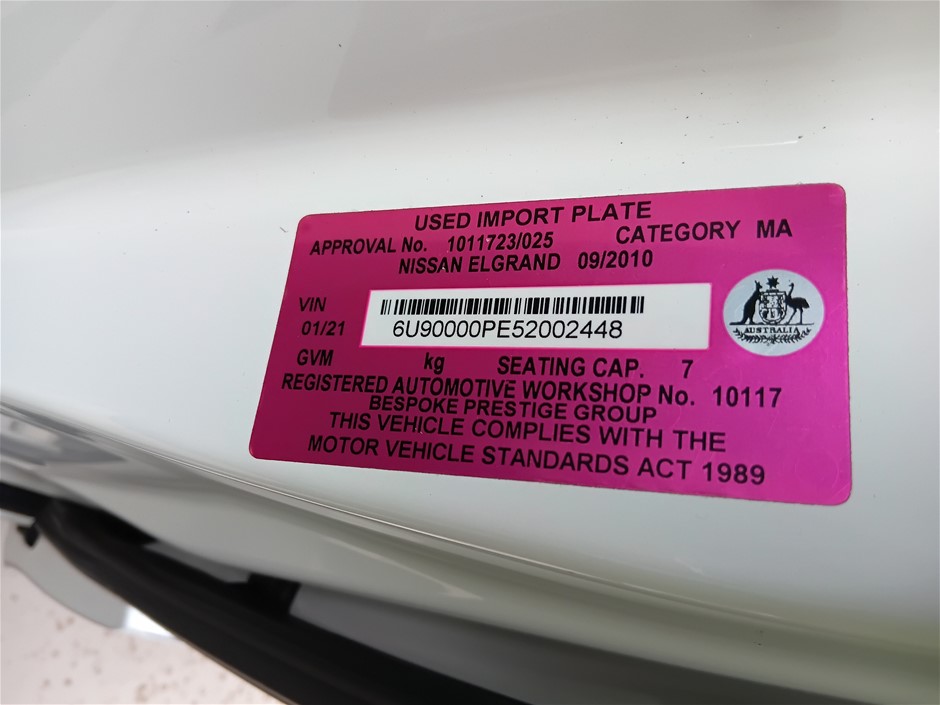 USED IMPORT PLATE
APPROVAL No. 1011723/025 CATEGORY MA
NISSAN ELGRAND 09/2010
VIN
01/21 6U90000PE52002448
AUSTRALIA
GVM kg SEATING CAP. 7
REGISTERED AUTOMOTIVE WORKSHOP No. 10117
BESPOKE PRESTIGE GROUP
THIS VEHICLE COMPLIES WITH THE
MOTOR VEHICLE STANDARDS ACT 1989